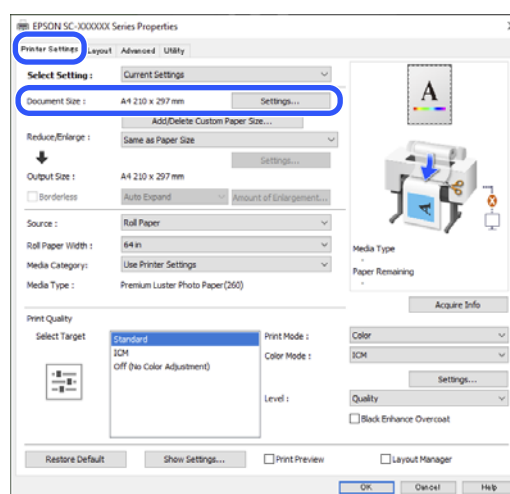 EPSON SC-XXXXXX Series Properties
Printer Settings Layout Advanced Utility
Select Setting : Current Settings
Document Size : A4 210 x 297 mm Settings...
Add/Delete Custom Paper Size...
Reduce/Enlarge : Same as Paper Size
Settings...
Output Size : A4 210 x 297 mm
Borderless Auto Expand Amount of Enlargement...
Source : Roll Paper
Roll Paper Width : 64 in
Media Category: Use Printer Settings
Media Type : Premium Luster Photo Paper(260)
A
Media Type
-
Paper Remaining
-
Acquire Info
Print Quality
Select Target
Standard
ICM
Off (No Color Adjustment)
Print Mode : Color
Color Mode : ICM
Settings...
Level : Quality
Black Enhance Overcoat
Restore Default Show Settings... Print Preview Layout Manager
OK Cancel Help